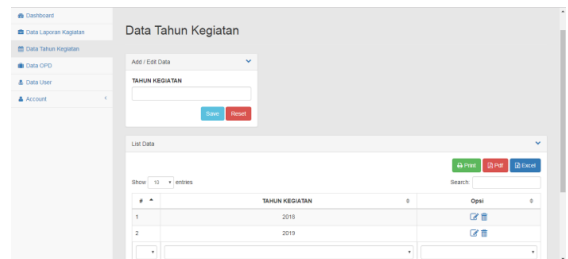 Dashboard
Data Laporan Kagiatan
Data Tahun Kegiatan
Data OPD
Data User
Account
Data Tahun Kegiatan
Add / Edit Data
TAHUN KEGIATAN
Save Reset
List Data
Print Pdf Excel
Show 10 entries
Search:
# TAHUN KEGIATAN Opsi
1 2018
2 2019